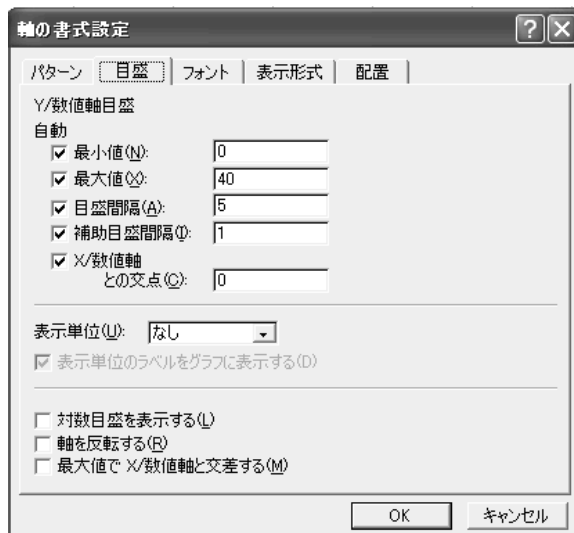 軸の書式設定
パターン 目盛 フォント 表示形式 配置
Y/数値軸目盛
自動
最小値(N): 0
最大値(X): 40
目盛間隔(A): 5
補助目盛間隔(I): 1
X/数値軸
との交点(C): 0
表示単位(U): なし
表示単位のラベルをグラフに表示する(D)
対数目盛を表示する(L)
軸を反転する(R)
最大値で X/数値軸と交差する(M)
OK キャンセル